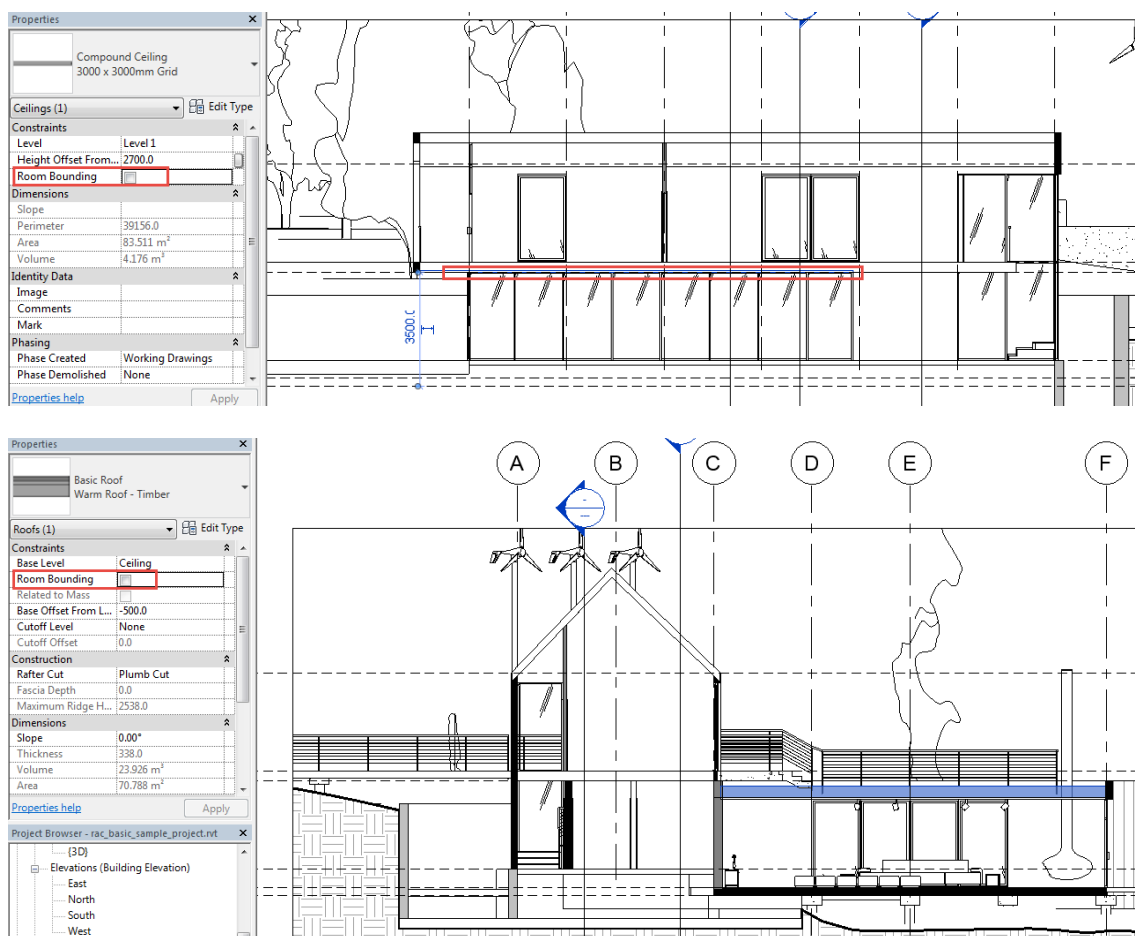 Properties
Compound Ceiling
3000 x 3000mm Grid
Ceilings (1) Edit Type
Constraints
Level Level 1
Height Offset From... 2700.0
Room Bounding
Dimensions
Slope
Perimeter 39156.0
Area 83.511 m²
Volume 4.176 m³
Identity Data
Image
Comments
Mark
Phasing
Phase Created Working Drawings
Phase Demolished None
Properties help Apply
3500.0
Properties
Basic Roof
Warm Roof - Timber
Roofs (1) Edit Type
Constraints
Base Level Ceiling
Room Bounding
Related to Mass
Base Offset From L... -500.0
Cutoff Level None
Cutoff Offset 0.0
Construction
Rafter Cut Plumb Cut
Fascia Depth 0.0
Maximum Ridge H... 2538.0
Dimensions
Slope 0.00°
Thickness 338.0
Volume 23.926 m³
Area 70.788 m²
Properties help Apply
Project Browser - rac_basic_sample_project.rvt
{3D}
Elevations (Building Elevation)
East
North
South
West
A B C D E F